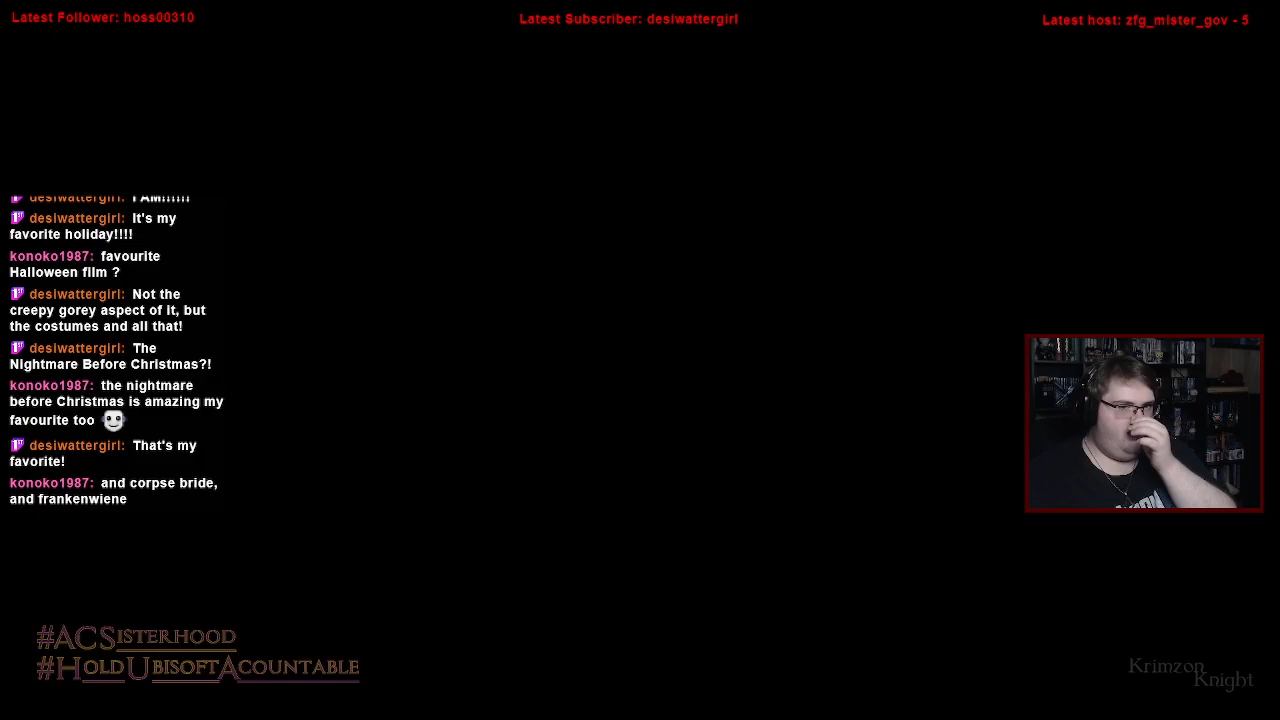 Latest Follower: hoss00310
Latest Subscriber: desiwattergirl
Latest host: zfg_mister_gov - 5
desiwattergirl: I AM!!!!!!
desiwattergirl: It's my
favorite holiday!!!!
konoko1987: favourite
Halloween film ?
desiwattergirl: Not the
creepy gorey aspect of it, but
the costumes and all that!
desiwattergirl: The
Nightmare Before Christmas?!
konoko1987: the nightmare
before Christmas is amazing my
favourite too
desiwattergirl: That's my
favorite!
konoko1987: and corpse bride,
and frankenwiene
#ACSisterhood
#HoldUbisoftAcountable
Krimzon
Knight